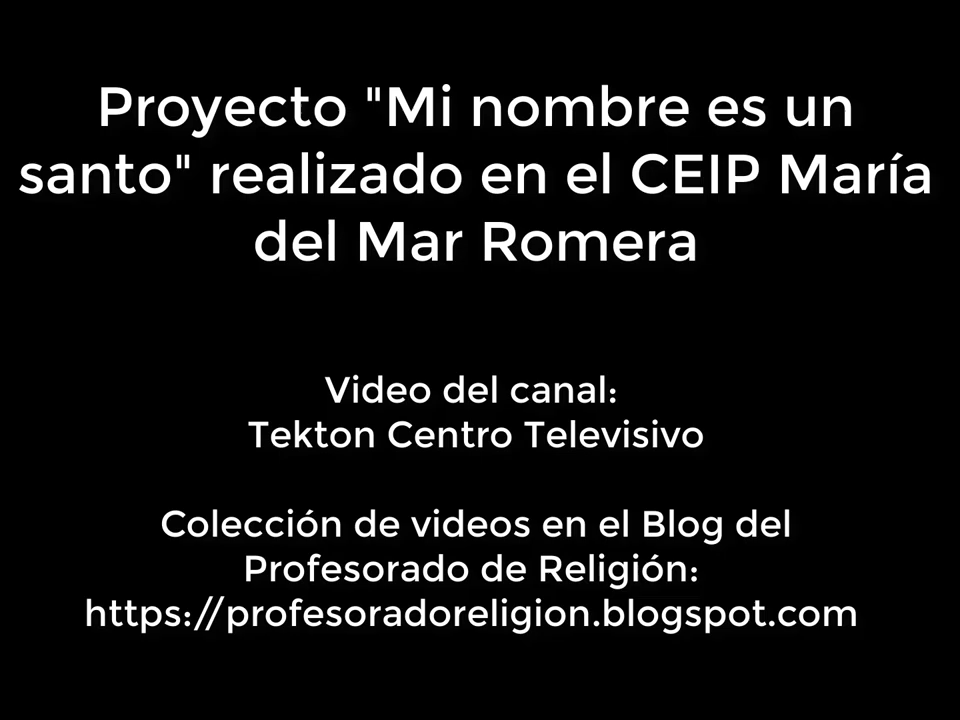 Proyecto "Mi nombre es un
santo" realizado en el CEIP María
del Mar Romera
Video del canal:
Tekton Centro Televisivo
Colección de videos en el Blog del
Profesorado de Religión:
https://profesoradoreligion.blogspot.com